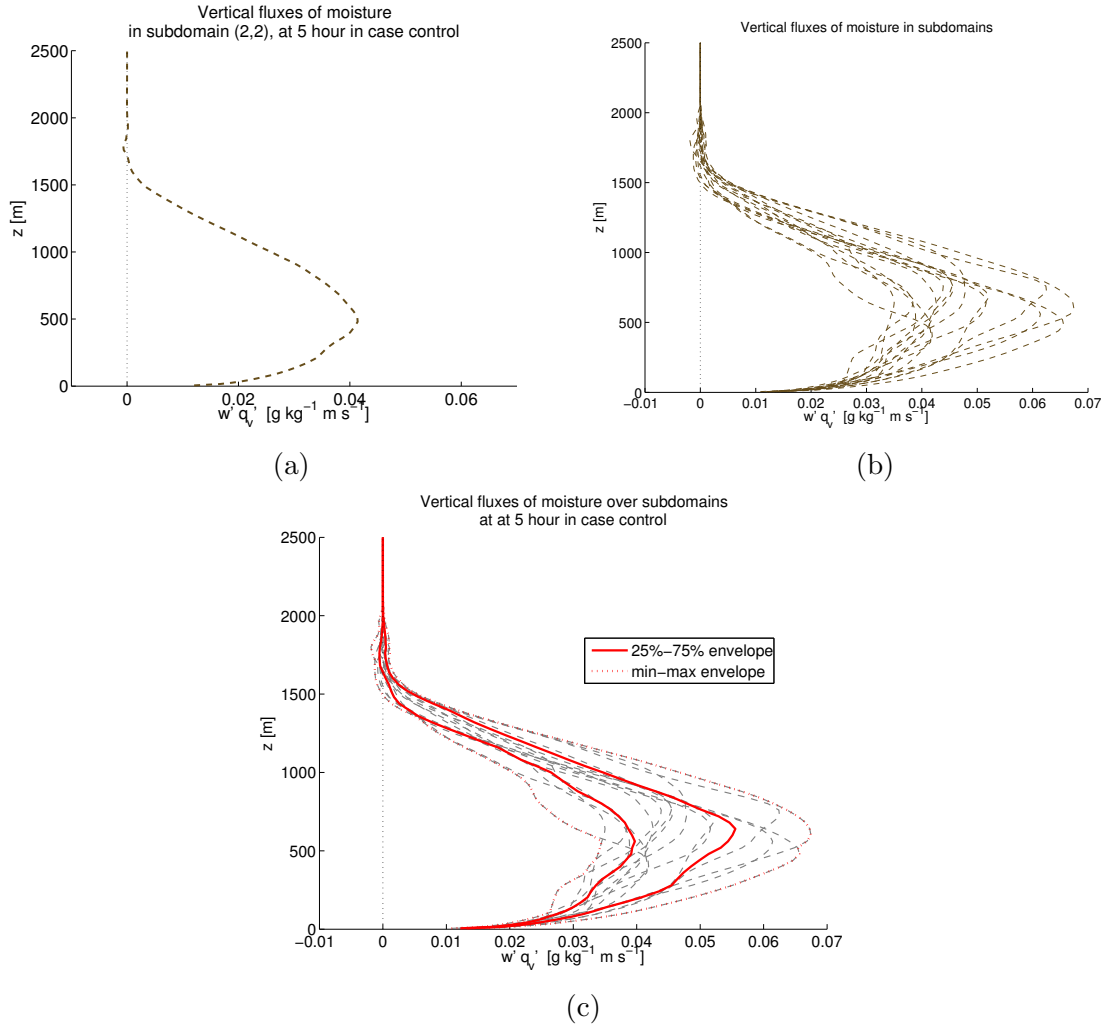 Vertical fluxes of moisture
in subdomain (2,2), at 5 hour in case control
2500
2000
1500
1000
500
0
z [m]
0
0.02
0.04
0.06
w' q_v' [g kg⁻¹ m s⁻¹]
(a)
Vertical fluxes of moisture in subdomains
2500
2000
1500
1000
500
0
z [m]
−0.01
0
0.01
0.02
0.03
0.04
0.05
0.06
0.07
w' q_v' [g kg⁻¹ m s⁻¹]
(b)
Vertical fluxes of moisture over subdomains
at at 5 hour in case control
2500
2000
1500
1000
500
0
z [m]
25%−75% envelope
min−max envelope
−0.01
0
0.01
0.02
0.03
0.04
0.05
0.06
0.07
w' q_v' [g kg⁻¹ m s⁻¹]
(c)